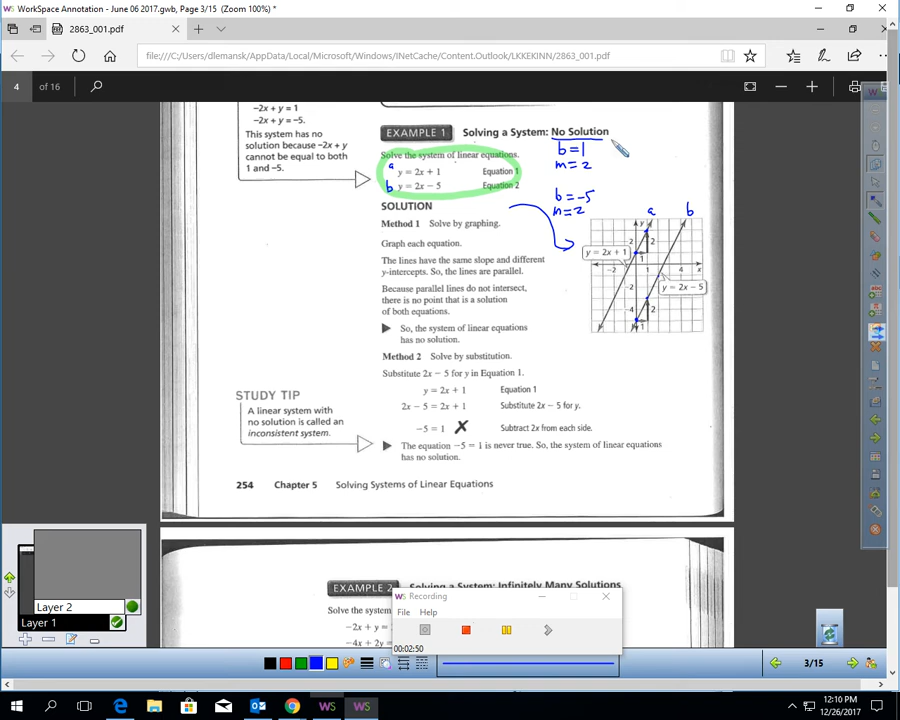 WorkSpace Annotation - June 06 2017.gwb, Page 3/15 (Zoom 100%) *
2863_001.pdf
file:///C:/Users/dlemansk/AppData/Local/Microsoft/Windows/INetCache/Content.Outlook/LKKEKINN/2863_001.pdf
4 of 16
-2x + y = 1
-2x + y = -5.
This system has no
solution because -2x + y
cannot be equal to both
1 and -5.
EXAMPLE 1 Solving a System: No Solution
b = 1
m = 2
Solve the system of linear equations.
a y = 2x + 1 Equation 1
b y = 2x − 5 Equation 2
b = -5
m = 2
a b
SOLUTION
Method 1 Solve by graphing.
Graph each equation.
The lines have the same slope and different
y-intercepts. So, the lines are parallel.
Because parallel lines do not intersect,
there is no point that is a solution
of both equations.
So, the system of linear equations
has no solution.
y
2 2
y = 2x + 1
1
−2 1 4 x
−2
y = 2x − 5
−4 2
1
Method 2 Solve by substitution.
Substitute 2x − 5 for y in Equation 1.
y = 2x + 1 Equation 1
2x − 5 = 2x + 1 Substitute 2x − 5 for y.
−5 = 1 ✗ Subtract 2x from each side.
The equation −5 = 1 is never true. So, the system of linear equations
has no solution.
STUDY TIP
A linear system with
no solution is called an
inconsistent system.
254 Chapter 5 Solving Systems of Linear Equations
EXAMPLE 2 Solving a System: Infinitely Many Solutions
Solve the system
-2x + y =
-4x + 2y =
Layer 2
Layer 1
Recording
File Help
00:02:50
3/15
12:10 PM
12/26/2017